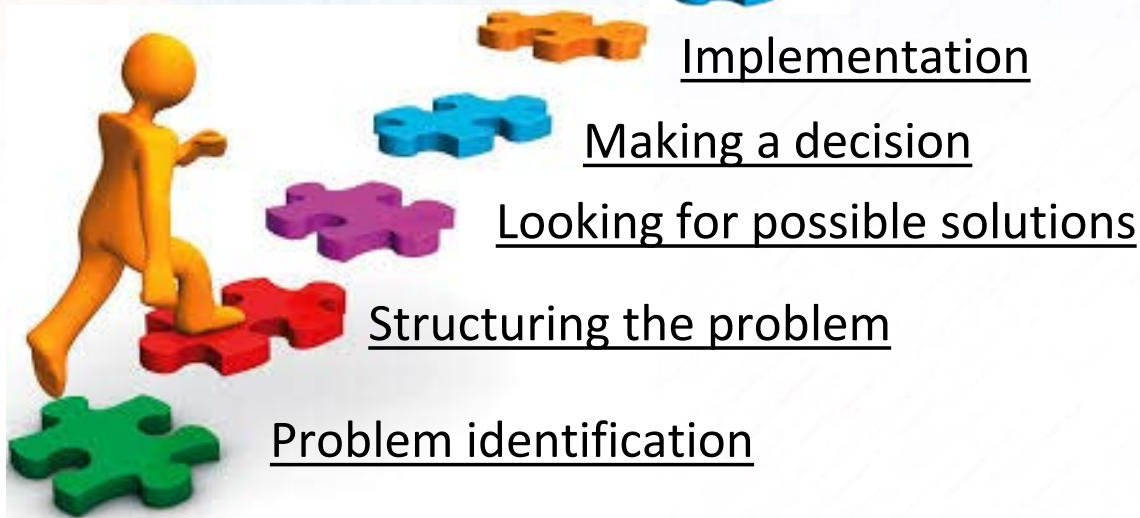 Implementation
Making a decision
Looking for possible solutions
Structuring the problem
Problem identification